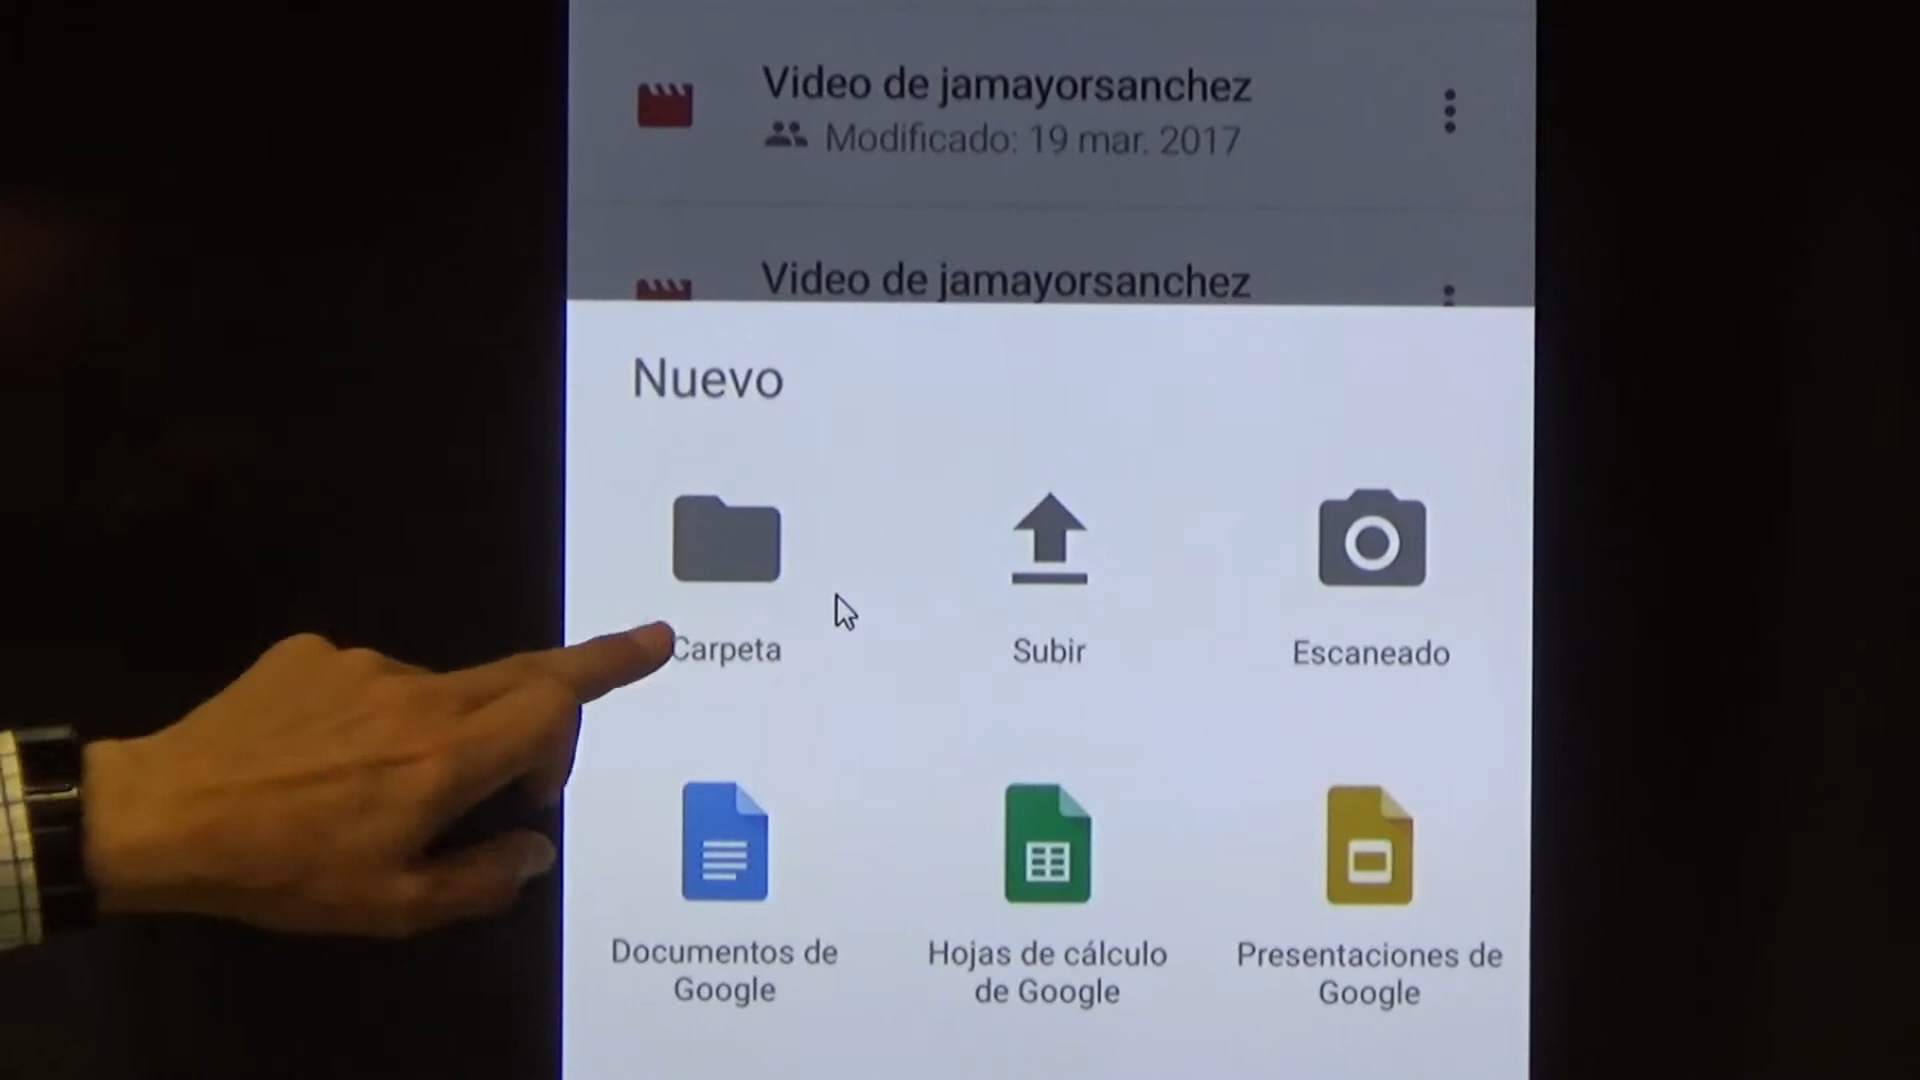 Video de jamayorsanchez
Modificado: 19 mar. 2017
Video de jamayorsanchez
Nuevo
Carpeta
Subir
Escaneado
Documentos de
Google
Hojas de cálculo
de Google
Presentaciones de
Google